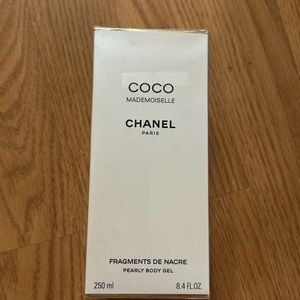 COCO
MADEMOISELLE
CHANEL
PARIS
FRAGMENTS DE NACRE
PEARLY BODY GEL
250 ml 8.4 FL.OZ.